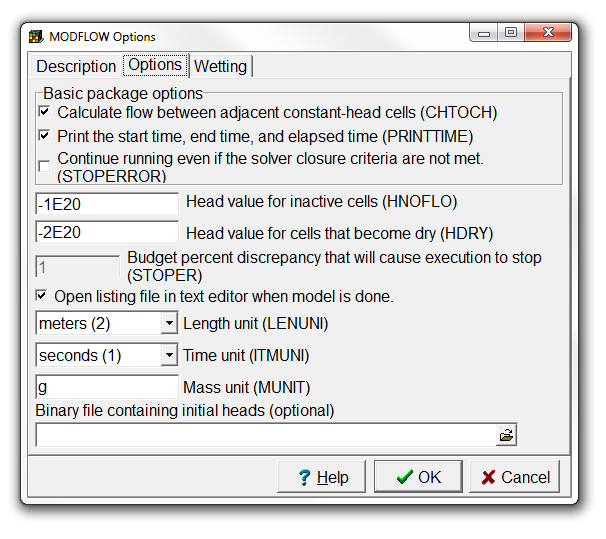 MODFLOW Options
Description Options Wetting
Basic package options
Calculate flow between adjacent constant-head cells (CHTOCH)
Print the start time, end time, and elapsed time (PRINTTIME)
Continue running even if the solver closure criteria are not met.
(STOPERROR)
-1E20 Head value for inactive cells (HNOFLO)
-2E20 Head value for cells that become dry (HDRY)
1 Budget percent discrepancy that will cause execution to stop
(STOPER)
Open listing file in text editor when model is done.
meters (2) Length unit (LENUNI)
seconds (1) Time unit (ITMUNI)
g Mass unit (MUNIT)
Binary file containing initial heads (optional)
? Help OK Cancel